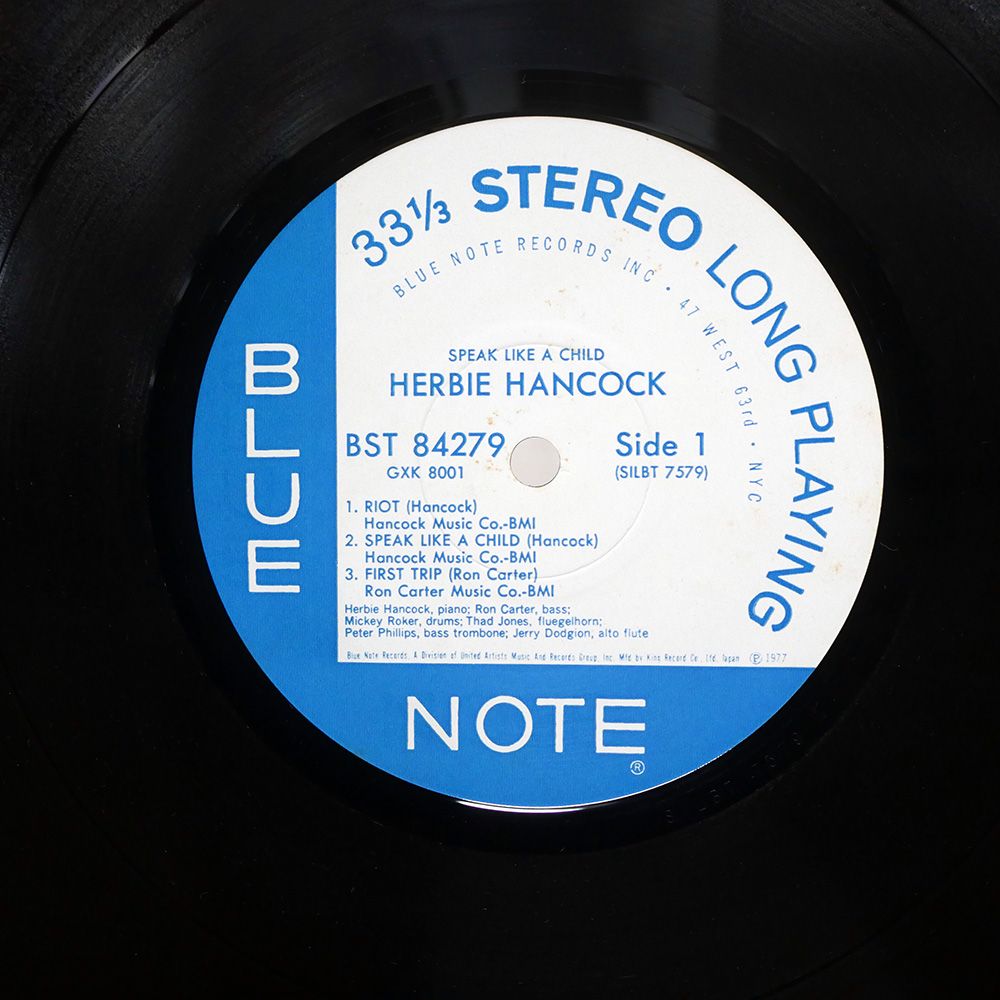 33⅓ STEREO LONG PLAYING
BLUE NOTE RECORDS INC · 47 WEST 63rd · NYC
SPEAK LIKE A CHILD
HERBIE HANCOCK
BST 84279 Side 1
GXK 8001 (SILBT 7579)
1. RIOT (Hancock)
Hancock Music Co.-BMI
2. SPEAK LIKE A CHILD (Hancock)
Hancock Music Co.-BMI
3. FIRST TRIP (Ron Carter)
Ron Carter Music Co.-BMI
Herbie Hancock, piano; Ron Carter, bass;
Mickey Roker, drums; Thad Jones, fluegelhorn;
Peter Phillips, bass trombone; Jerry Dodgion, alto flute
Blue Note Records, A Division of United Artists Music And Records Group, Inc. Mfd by King Record Co., Ltd. Japan ℗ 1977
BLUE
NOTE
®